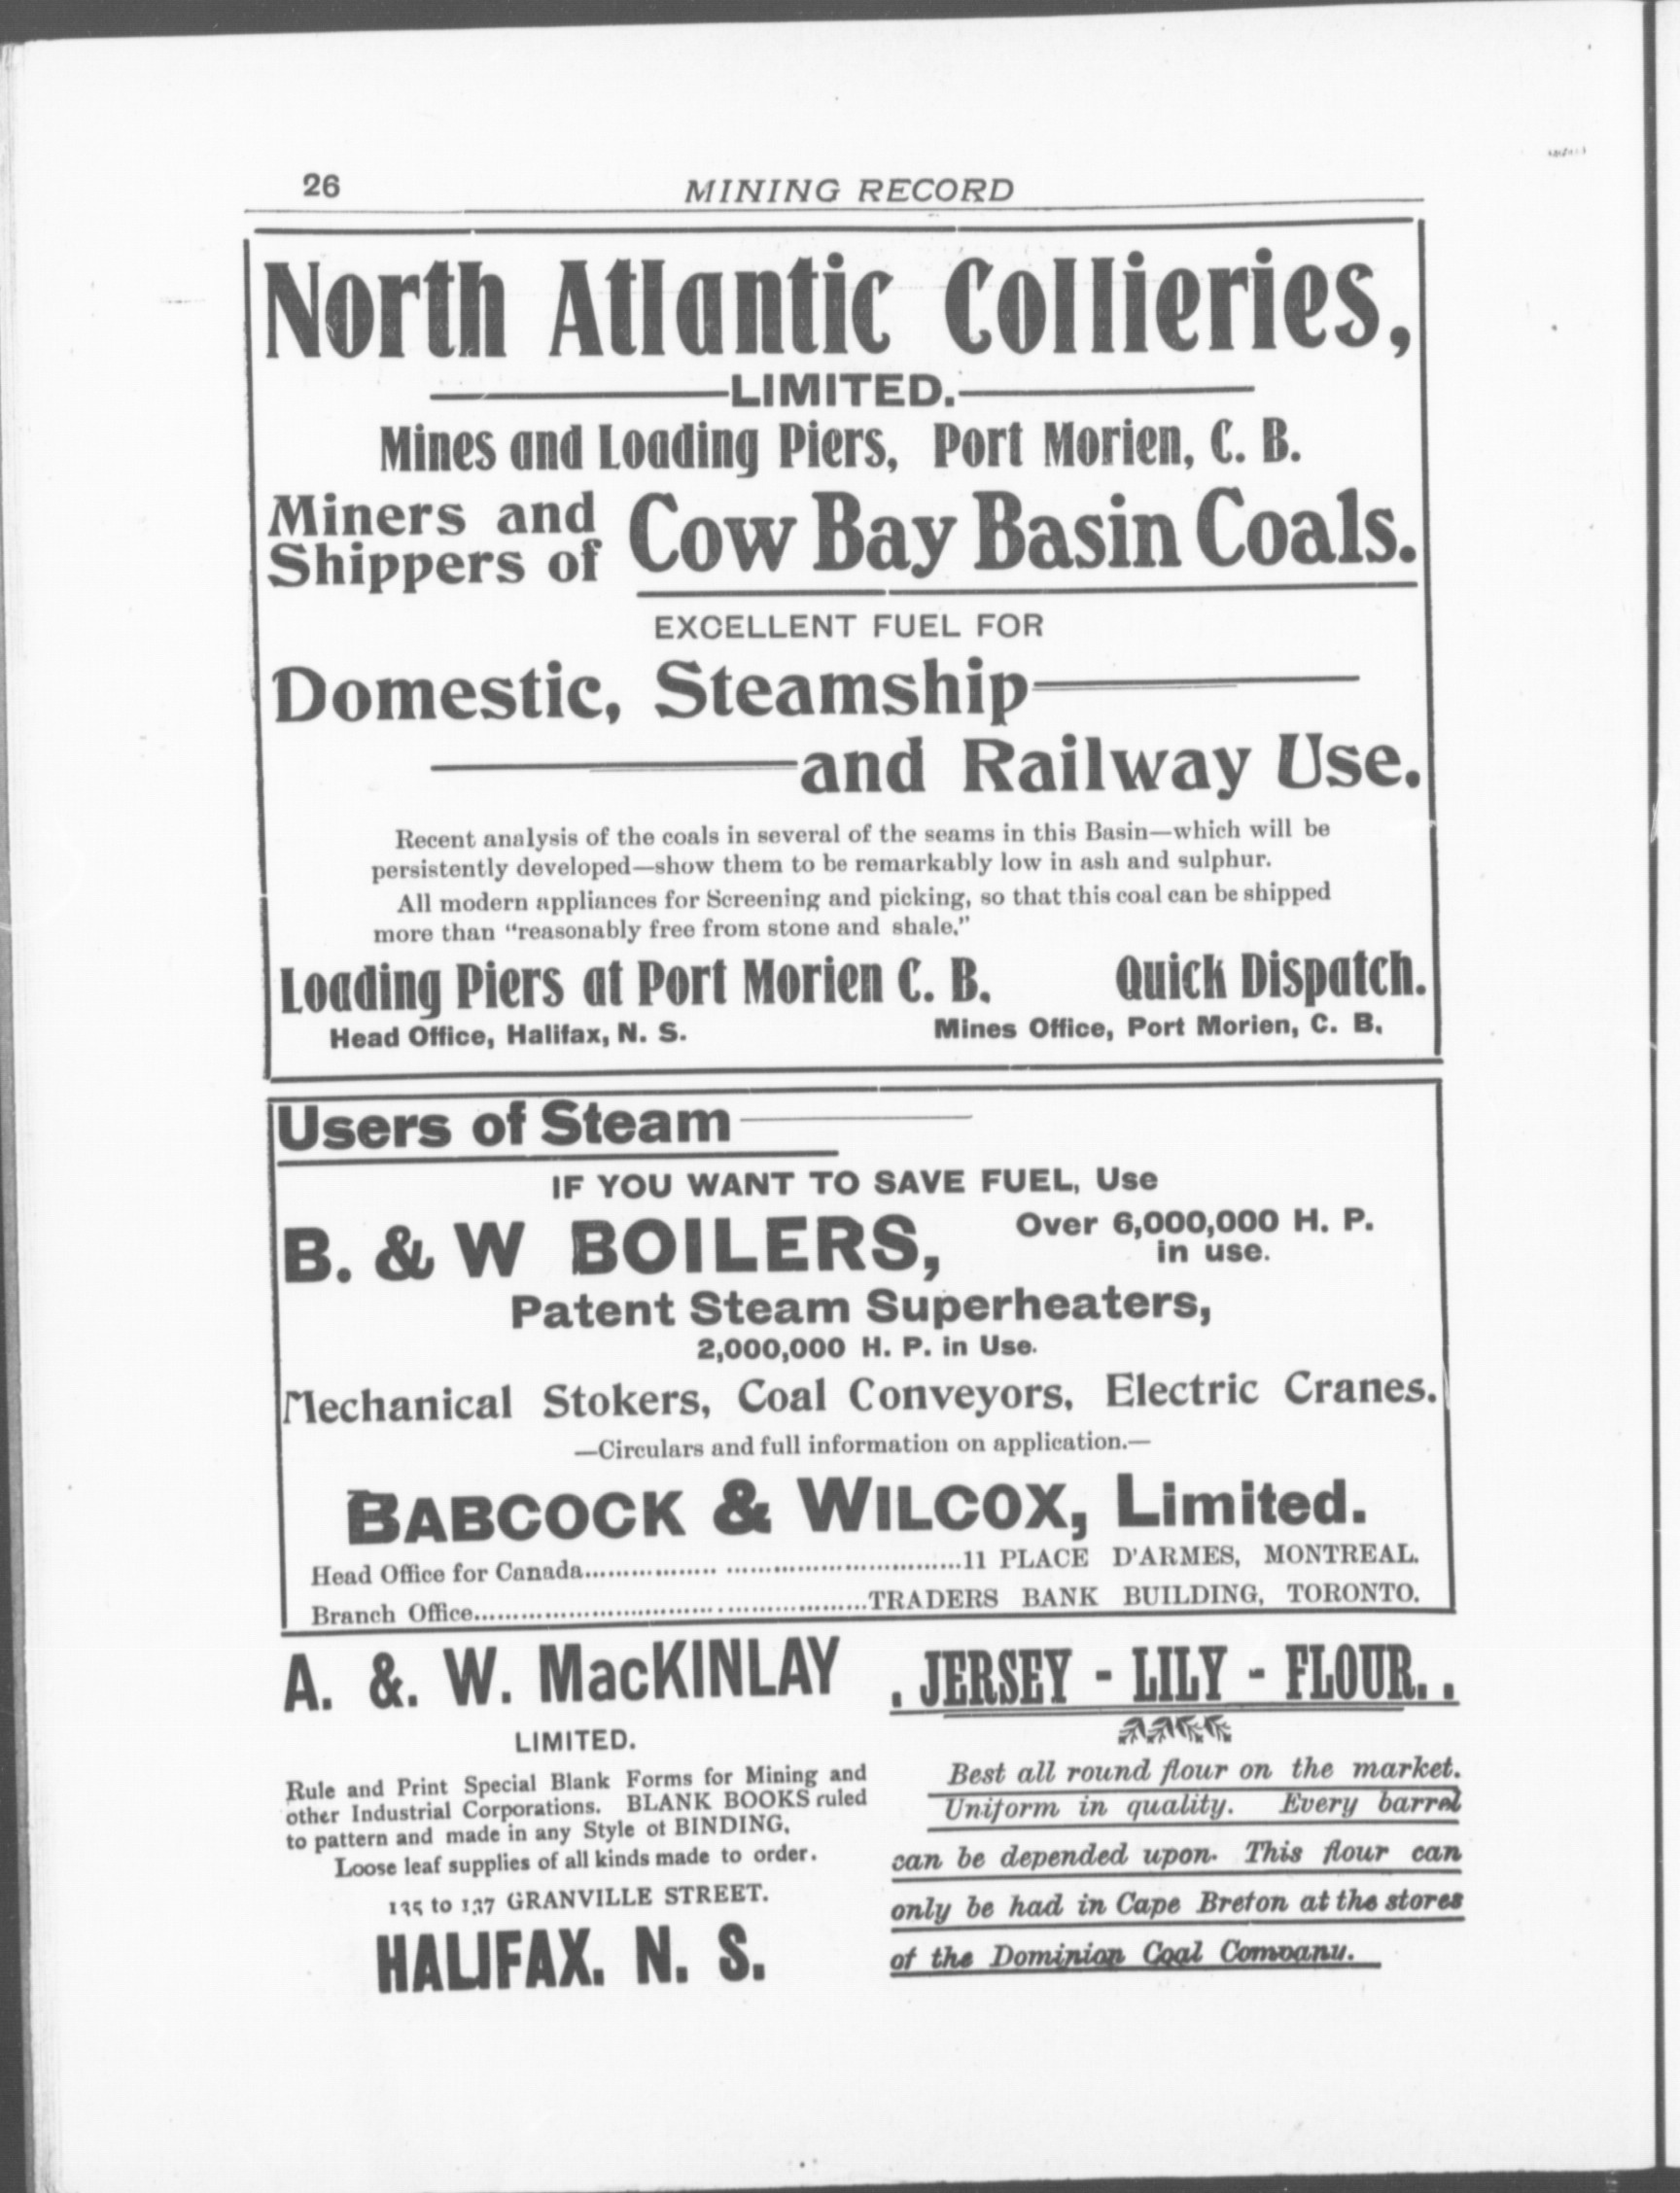 26
MINING RECORD
North Atlantic Collieries,
LIMITED.
Mines and Loading Piers, Port Morien, C. B.
Miners and
Shippers of
Cow Bay Basin Coals.
EXCELLENT FUEL FOR
Domestic, Steamship
and Railway Use.
Recent analysis of the coals in several of the seams in this Basin—which will be
persistently developed—show them to be remarkably low in ash and sulphur.
All modern appliances for Screening and picking, so that this coal can be shipped
more than "reasonably free from stone and shale."
Loading Piers at Port Morien C. B. Quick Dispatch.
Head Office, Halifax, N. S. Mines Office, Port Morien, C. B.
Users of Steam
IF YOU WANT TO SAVE FUEL, Use
B. & W BOILERS,
Over 6,000,000 H. P.
in use.
Patent Steam Superheaters,
2,000,000 H. P. in Use.
Mechanical Stokers, Coal Conveyors, Electric Cranes.
—Circulars and full information on application.—
BABCOCK & WILCOX, Limited.
Head Office for Canada................. ..............................11 PLACE D'ARMES, MONTREAL.
Branch Office..................................................TRADERS BANK BUILDING, TORONTO.
A. &. W. MacKINLAY
LIMITED.
Rule and Print Special Blank Forms for Mining and
other Industrial Corporations. BLANK BOOKS ruled
to pattern and made in any Style of BINDING,
Loose leaf supplies of all kinds made to order.
135 to 137 GRANVILLE STREET.
HALIFAX. N. S.
. JERSEY - LILY - FLOUR. .
Best all round flour on the market.
Uniform in quality. Every barrel
can be depended upon. This flour can
only be had in Cape Breton at the stores
of the Dominion Coal Company.